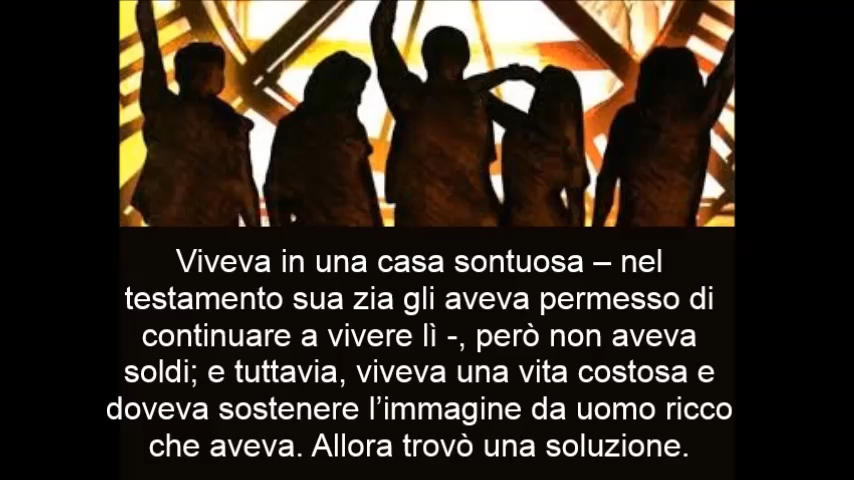 Viveva in una casa sontuosa – nel
testamento sua zia gli aveva permesso di
continuare a vivere lì -, però non aveva
soldi; e tuttavia, viveva una vita costosa e
doveva sostenere l’immagine da uomo ricco
che aveva. Allora trovò una soluzione.